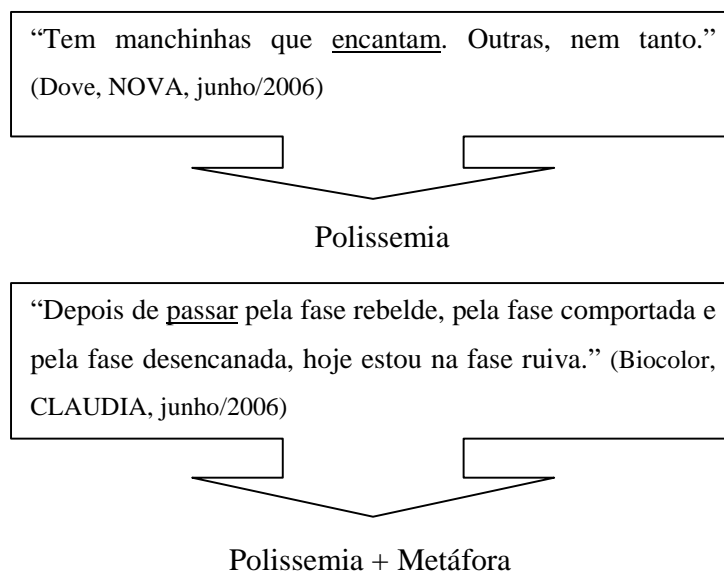 “Tem manchinhas que encantam. Outras, nem tanto.”
(Dove, NOVA, junho/2006)
Polissemia
“Depois de passar pela fase rebelde, pela fase comportada e
pela fase desencanada, hoje estou na fase ruiva.” (Biocolor,
CLAUDIA, junho/2006)
Polissemia + Metáfora